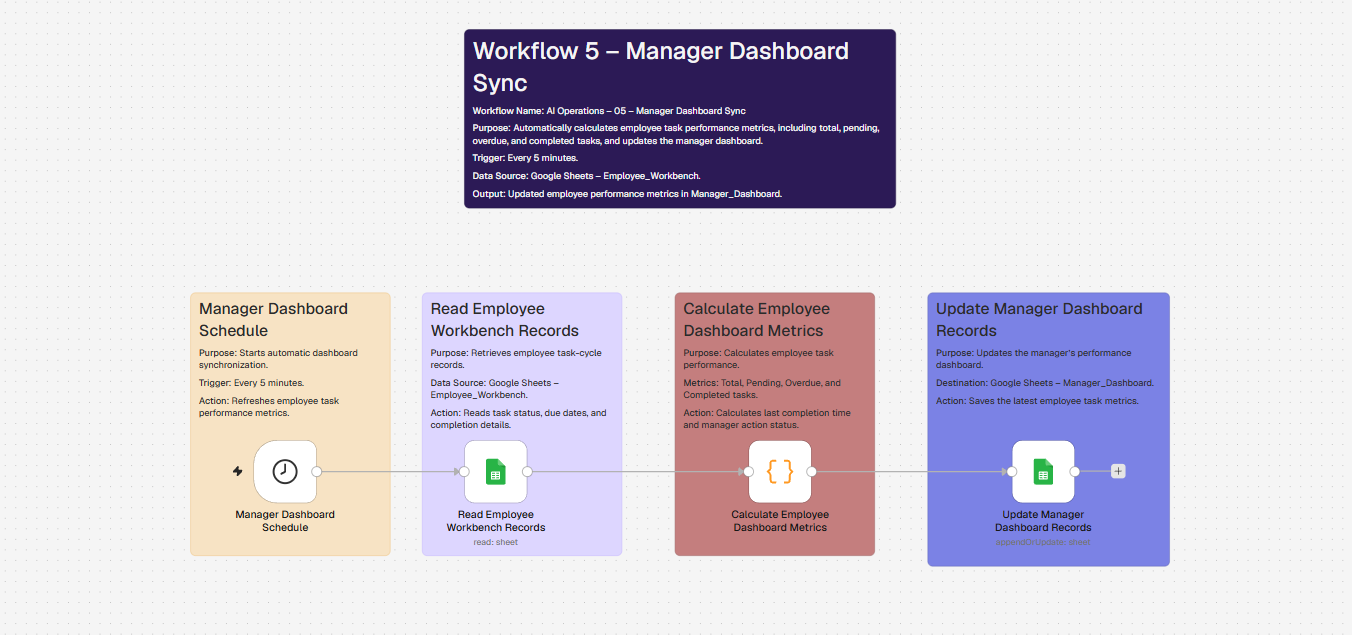 Workflow 5 – Manager Dashboard
Sync
Workflow Name: AI Operations – 05 – Manager Dashboard Sync
Purpose: Automatically calculates employee task performance metrics, including total, pending,
overdue, and completed tasks, and updates the manager dashboard.
Trigger: Every 5 minutes.
Data Source: Google Sheets – Employee_Workbench.
Output: Updated employee performance metrics in Manager_Dashboard.
Manager Dashboard
Schedule
Purpose: Starts automatic dashboard
synchronization.
Trigger: Every 5 minutes.
Action: Refreshes employee task
performance metrics.
Manager Dashboard
Schedule
Read Employee
Workbench Records
Purpose: Retrieves employee task-cycle
records.
Data Source: Google Sheets –
Employee_Workbench.
Action: Reads task status, due dates, and
completion details.
Read Employee
Workbench Records
read: sheet
Calculate Employee
Dashboard Metrics
Purpose: Calculates employee task
performance.
Metrics: Total, Pending, Overdue, and
Completed tasks.
Action: Calculates last completion time
and manager action status.
Calculate Employee
Dashboard Metrics
Update Manager Dashboard
Records
Purpose: Updates the manager's performance
dashboard.
Destination: Google Sheets – Manager_Dashboard.
Action: Saves the latest employee task metrics.
Update Manager
Dashboard Records
appendOrUpdate: sheet